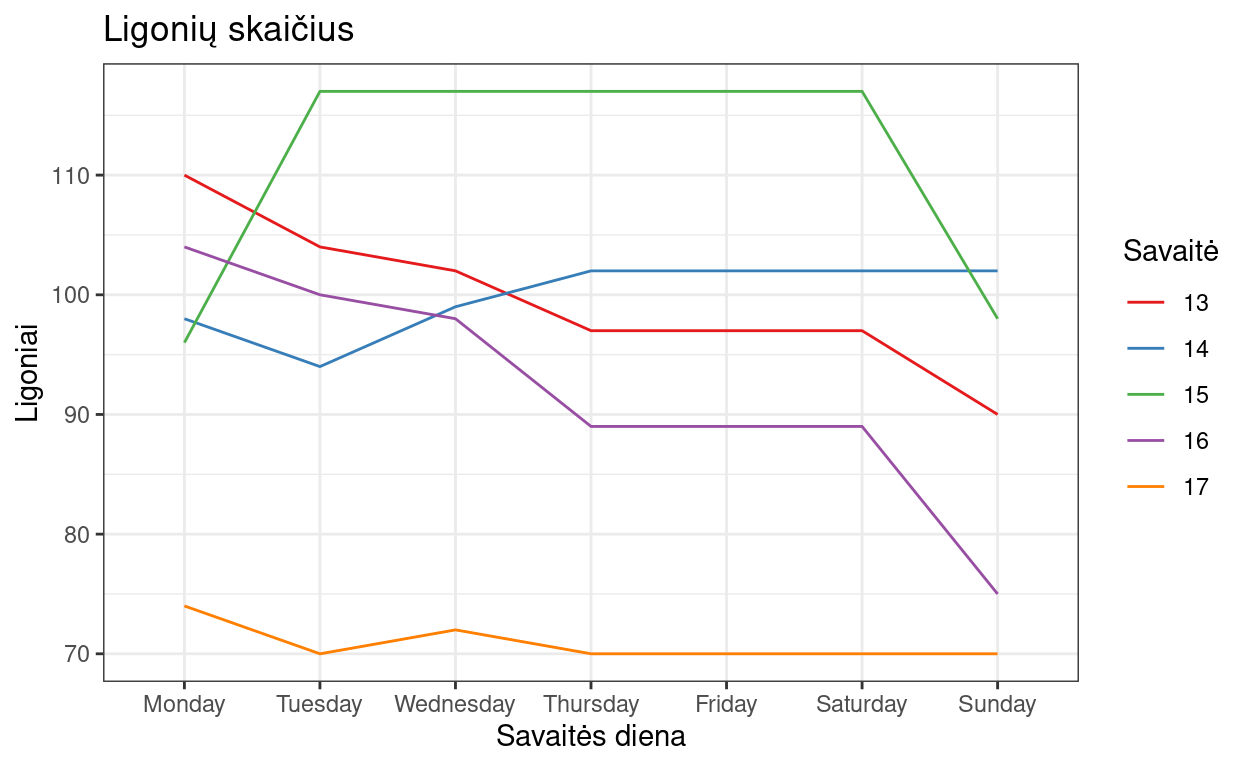 Ligonių skaičius
110
100
90
80
70
Ligoniai
Monday Tuesday Wednesday Thursday Friday Saturday Sunday
Savaitės diena
Savaitė
13
14
15
16
17